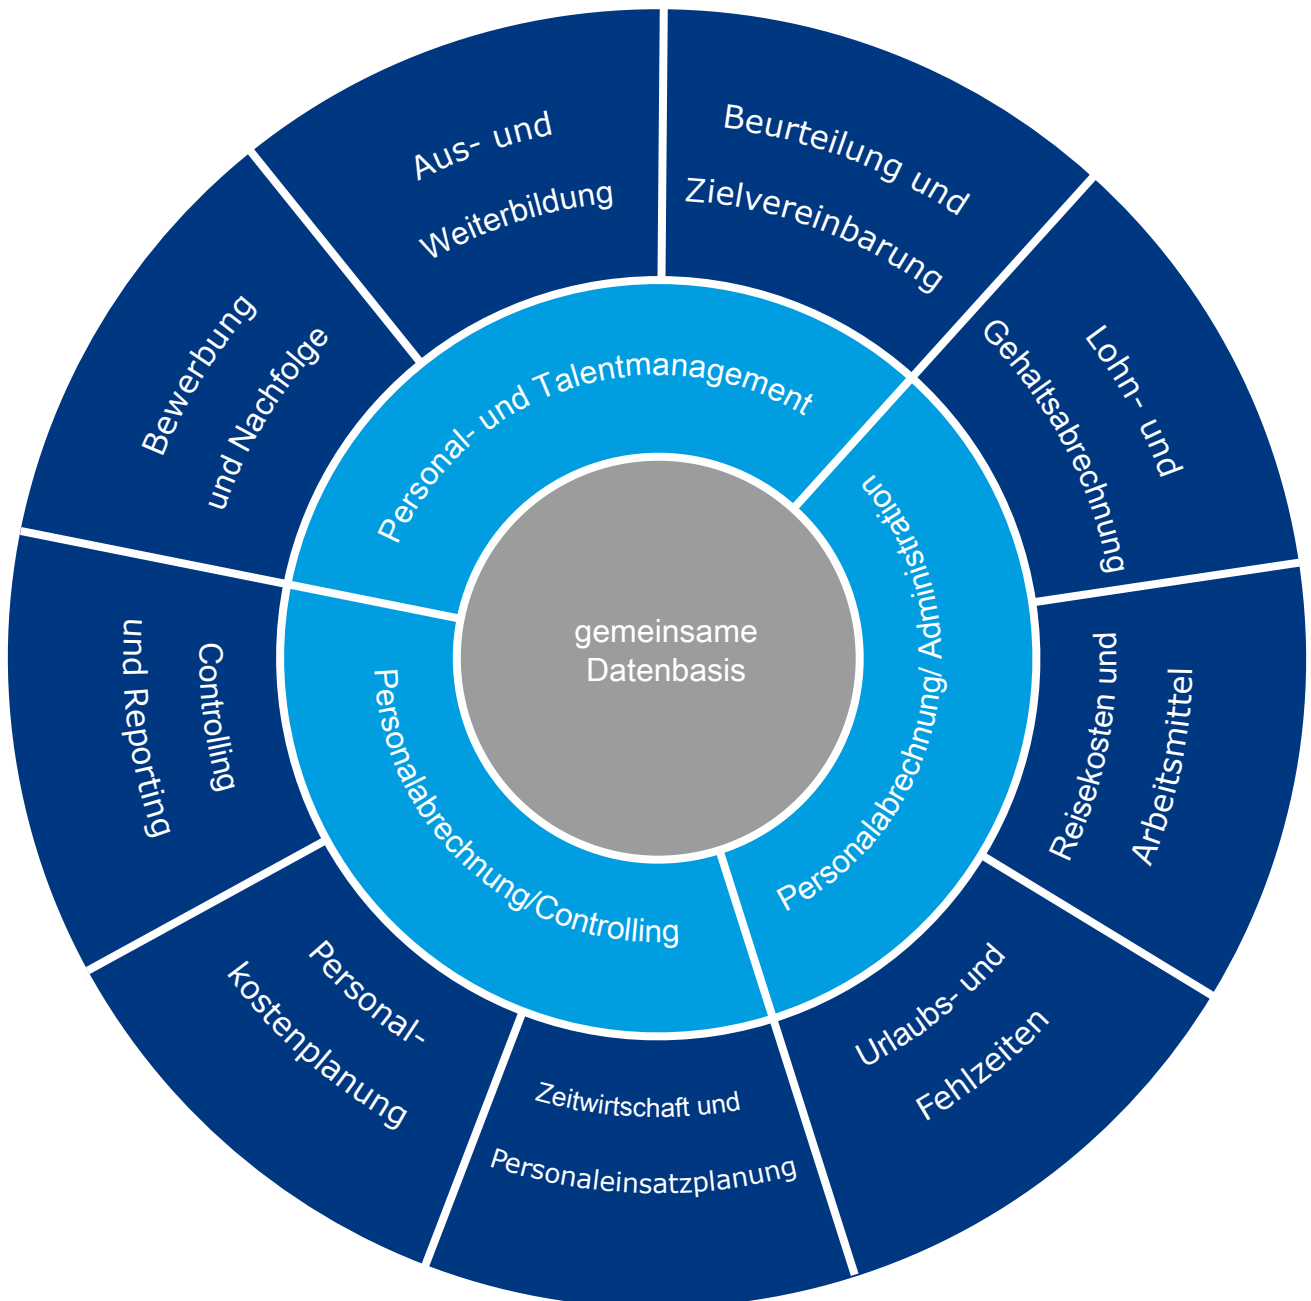 Aus- und
Weiterbildung
Beurteilung und
Zielvereinbarung
Lohn- und
Gehaltsabrechnung
Reisekosten und
Arbeitsmittel
Urlaubs- und
Fehlzeiten
Zeitwirtschaft und
Personaleinsatzplanung
Personal-
kostenplanung
Controlling
und Reporting
Bewerbung
und Nachfolge
Personal- und Talentmanagement
Personalabrechnung/ Administration
Personalabrechnung/Controlling
gemeinsame
Datenbasis